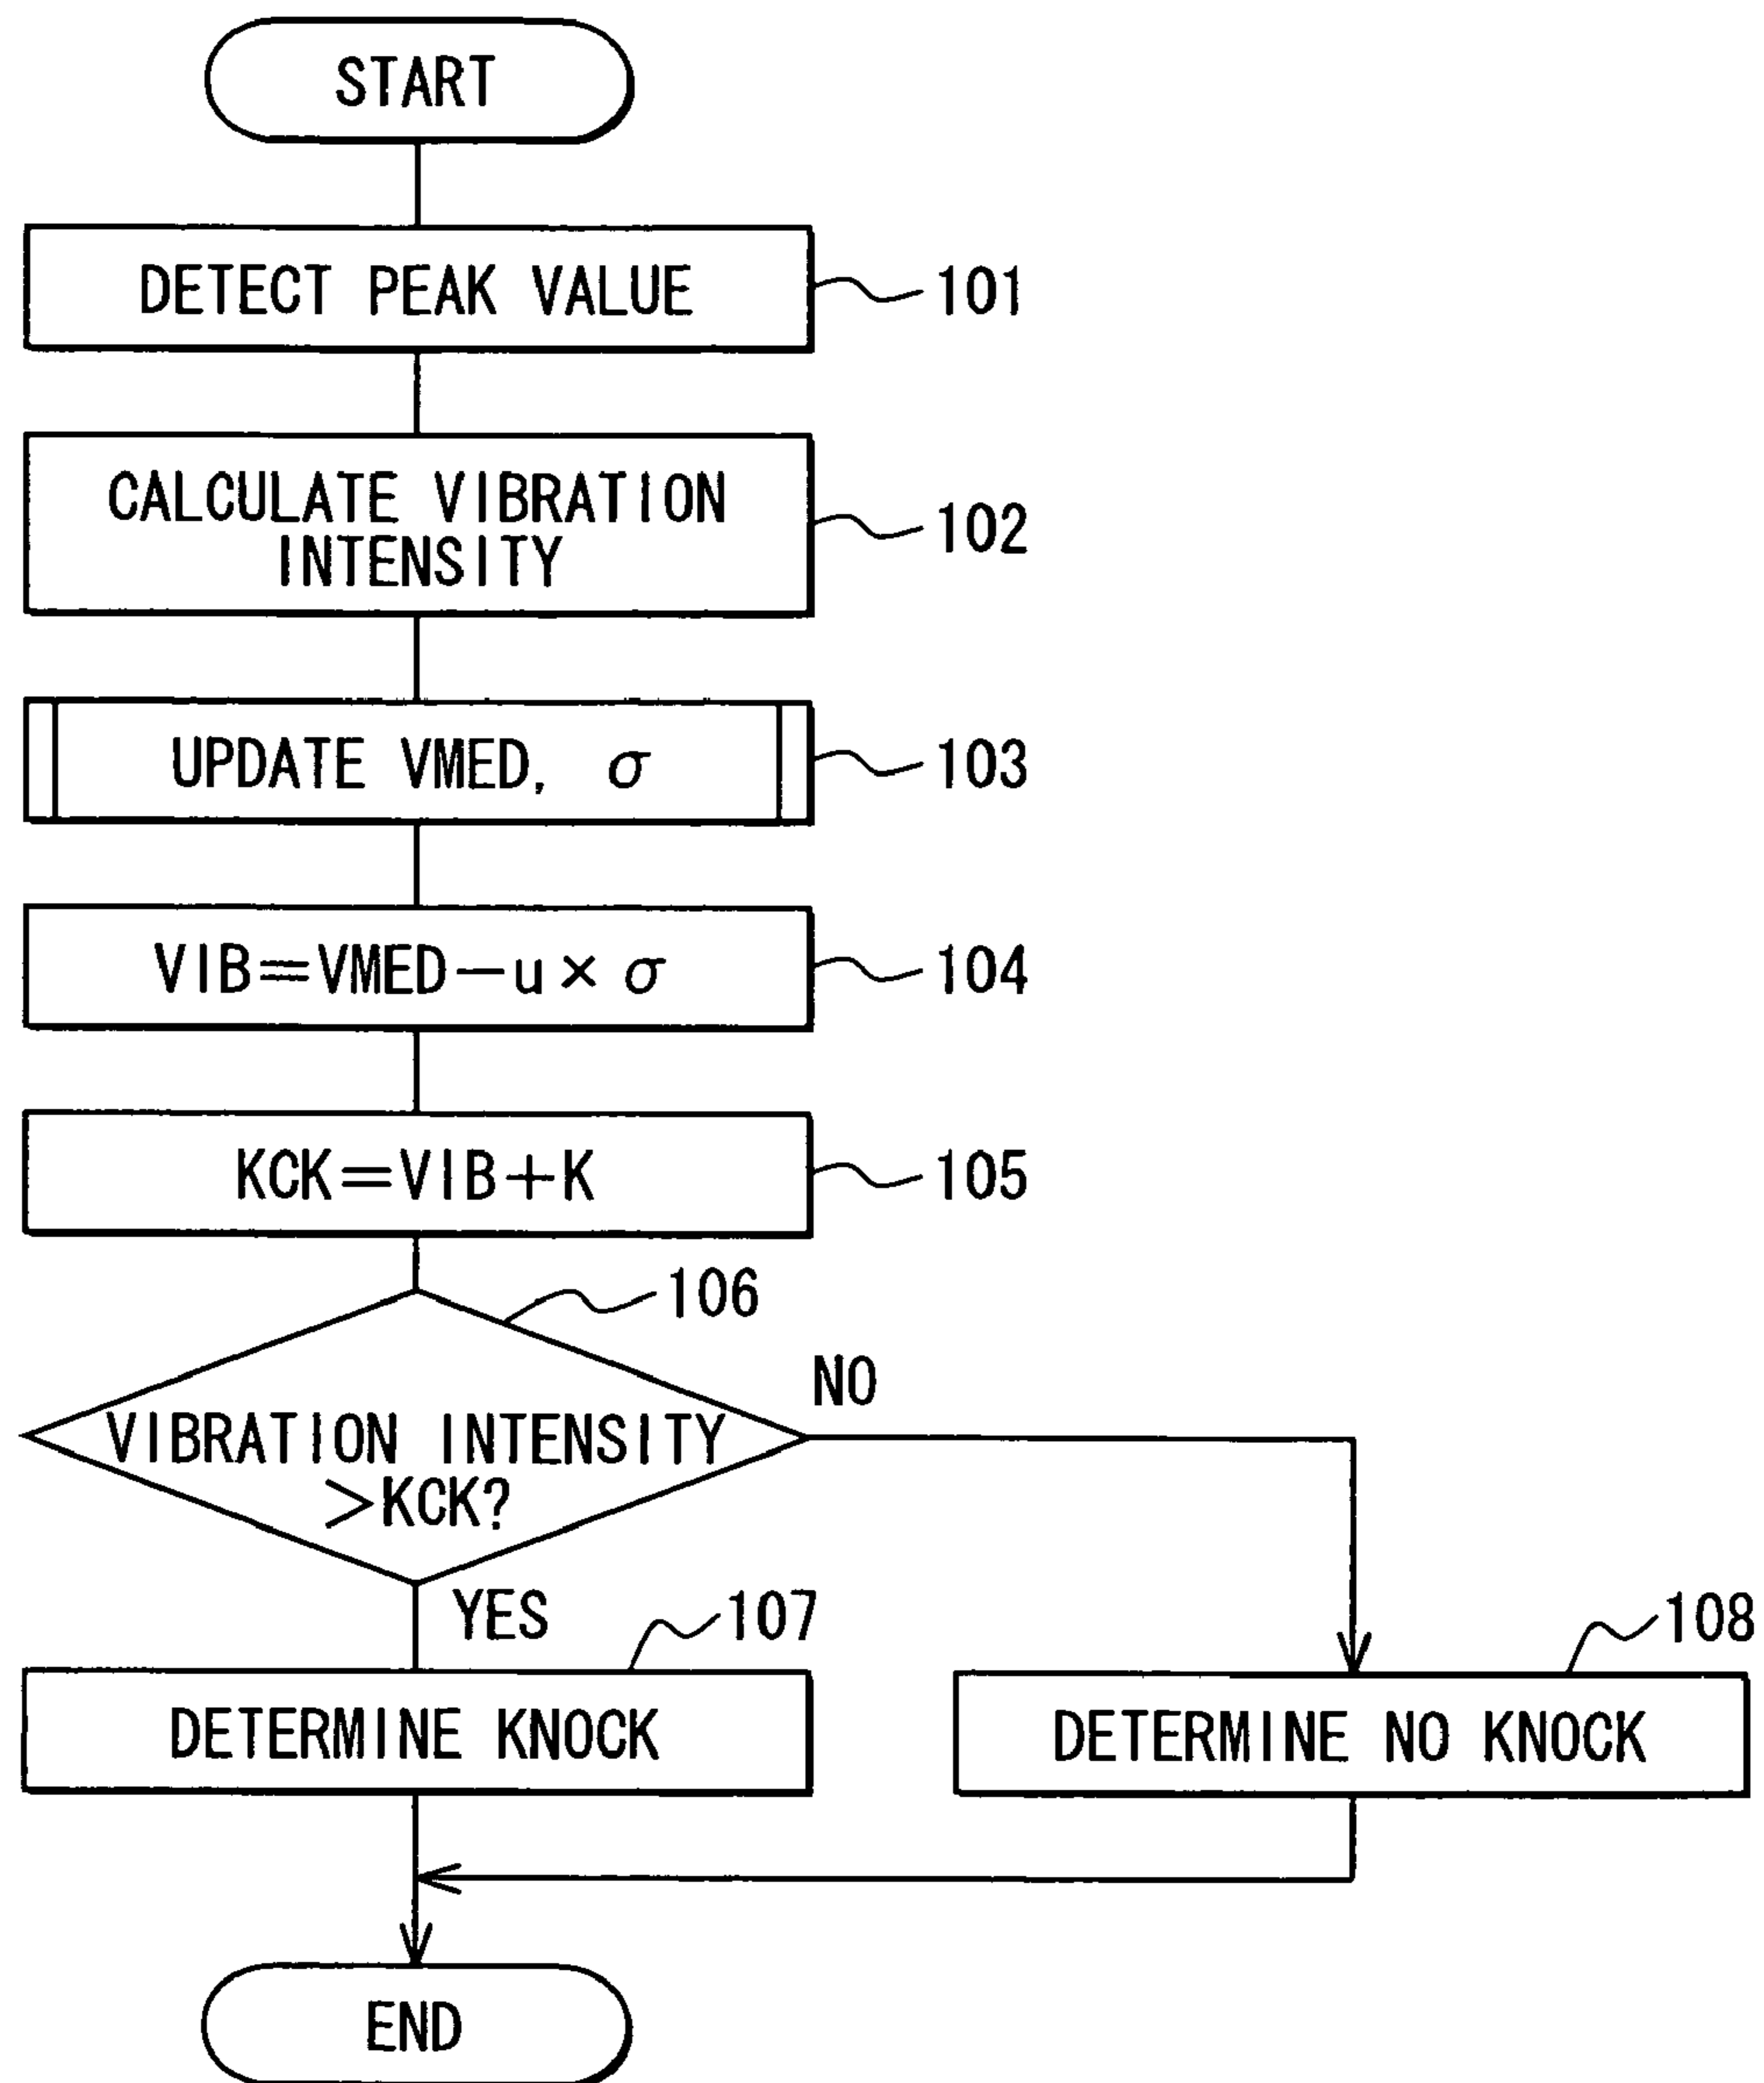 START
DETECT PEAK VALUE
101
CALCULATE VIBRATION
INTENSITY
102
UPDATE VMED, σ
103
VIB=VMED−u× σ
104
KCK=VIB+K
105
106
VIBRATION INTENSITY
>KCK?
NO
YES
107
108
DETERMINE KNOCK
DETERMINE NO KNOCK
END